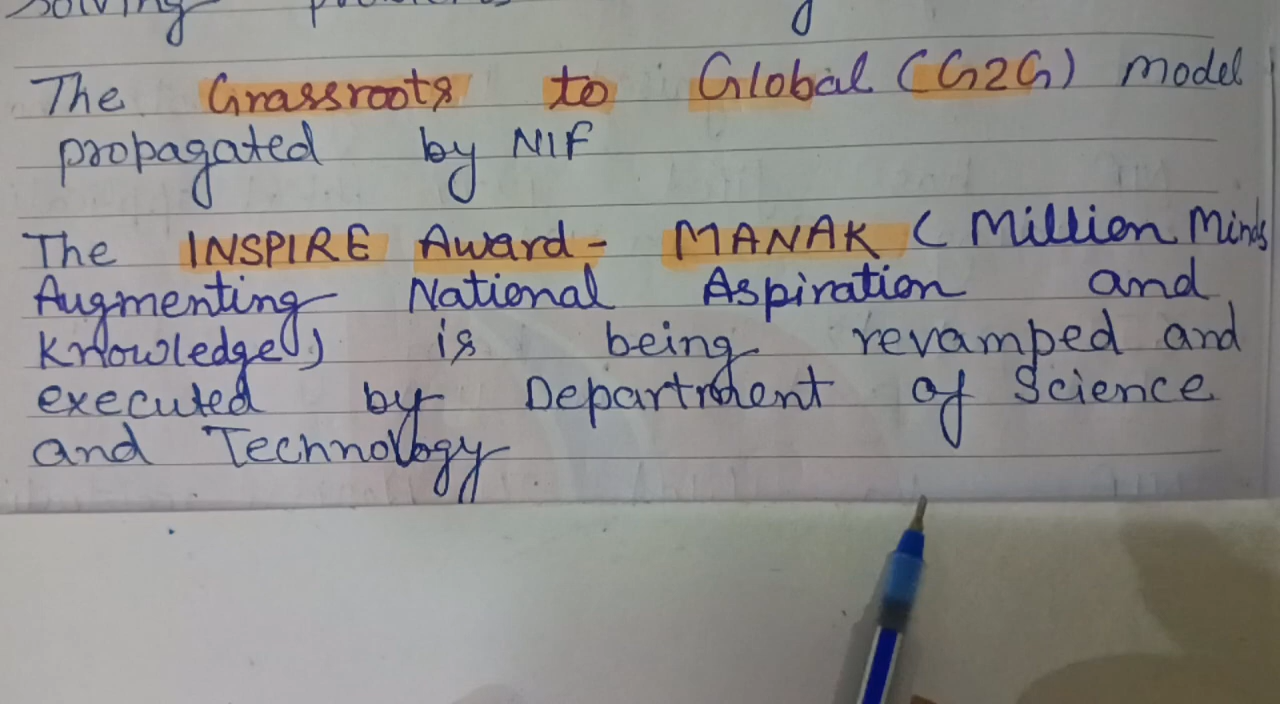 solving
The Grassroots to Global (G2G) model
propagated by NIF
The INSPIRE Award- MANAK ( Million Minds
Augmenting National Aspiration and
Knowledge) is being revamped and
executed by Department of Science
and Technology